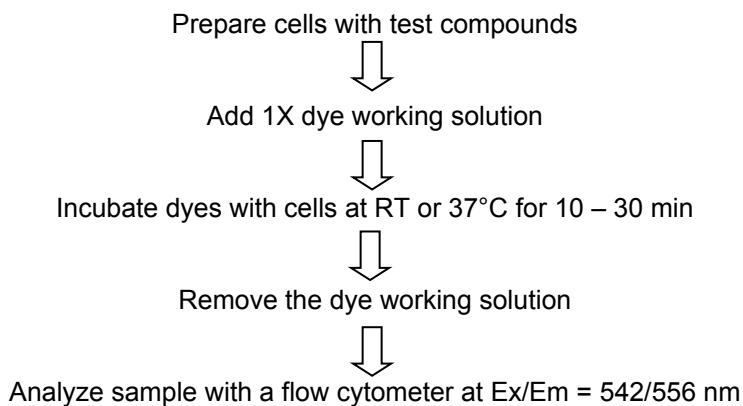 Prepare cells with test compounds
Add 1X dye working solution
Incubate dyes with cells at RT or 37°C for 10 – 30 min
Remove the dye working solution
Analyze sample with a flow cytometer at Ex/Em = 542/556 nm